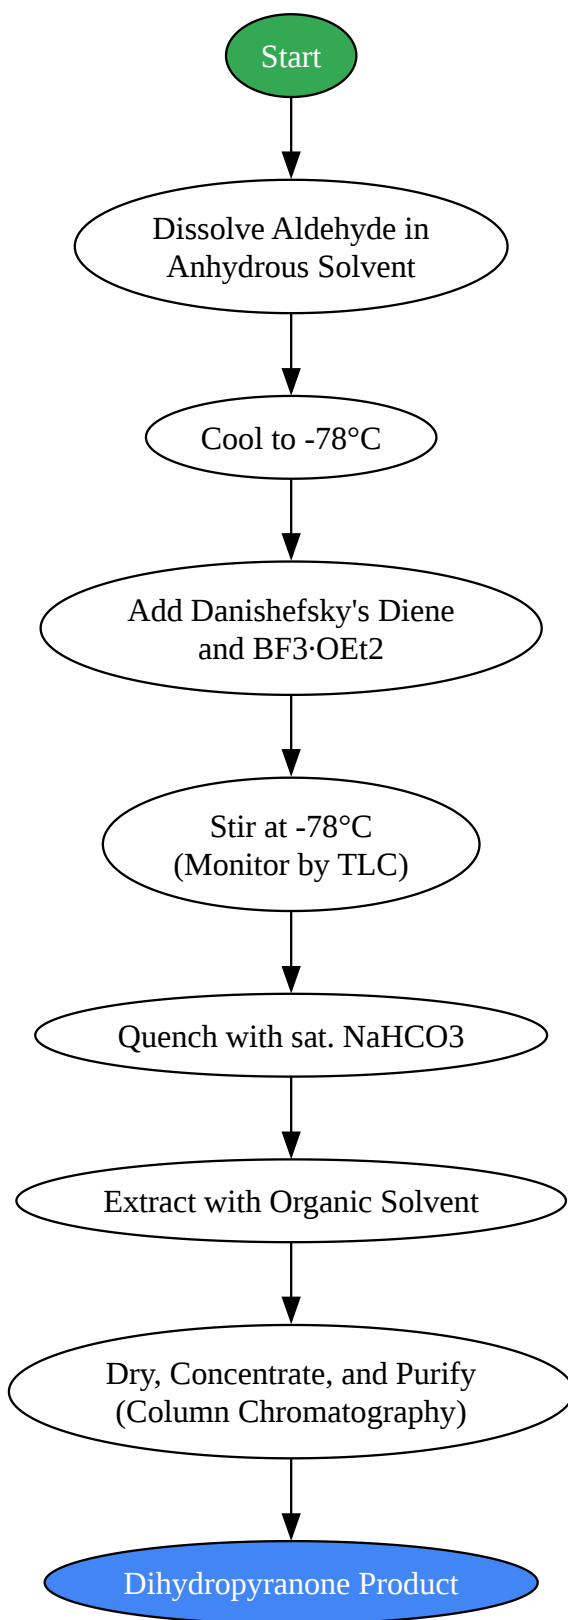 Start
Dissolve Aldehyde in
Anhydrous Solvent
Cool to -78°C
Add Danishefsky's Diene
and BF3·OEt2
Stir at -78°C
(Monitor by TLC)
Quench with sat. NaHCO3
Extract with Organic Solvent
Dry, Concentrate, and Purify
(Column Chromatography)
Dihydropyranone Product